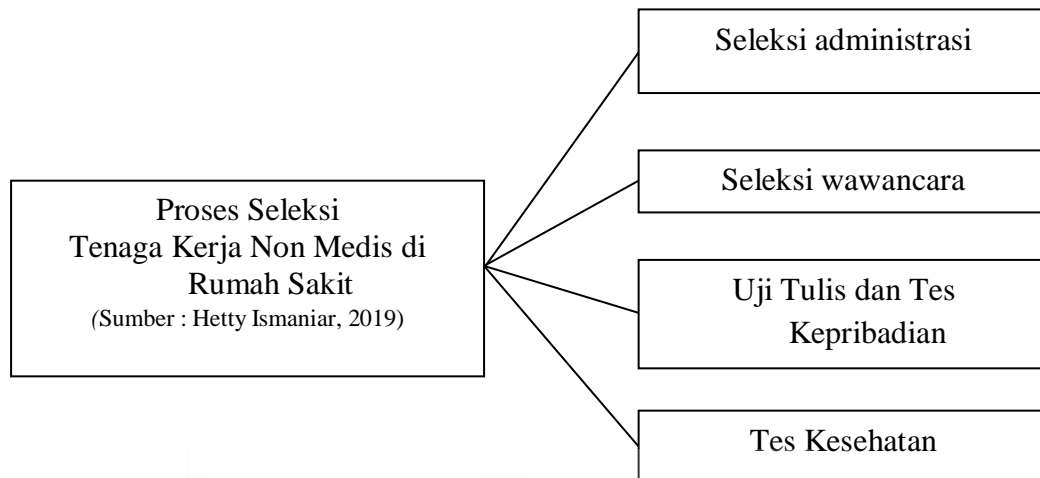 Proses Seleksi
Tenaga Kerja Non Medis di
Rumah Sakit
(Sumber : Hetty Ismaniar, 2019)
Seleksi administrasi
Seleksi wawancara
Uji Tulis dan Tes
Kepribadian
Tes Kesehatan